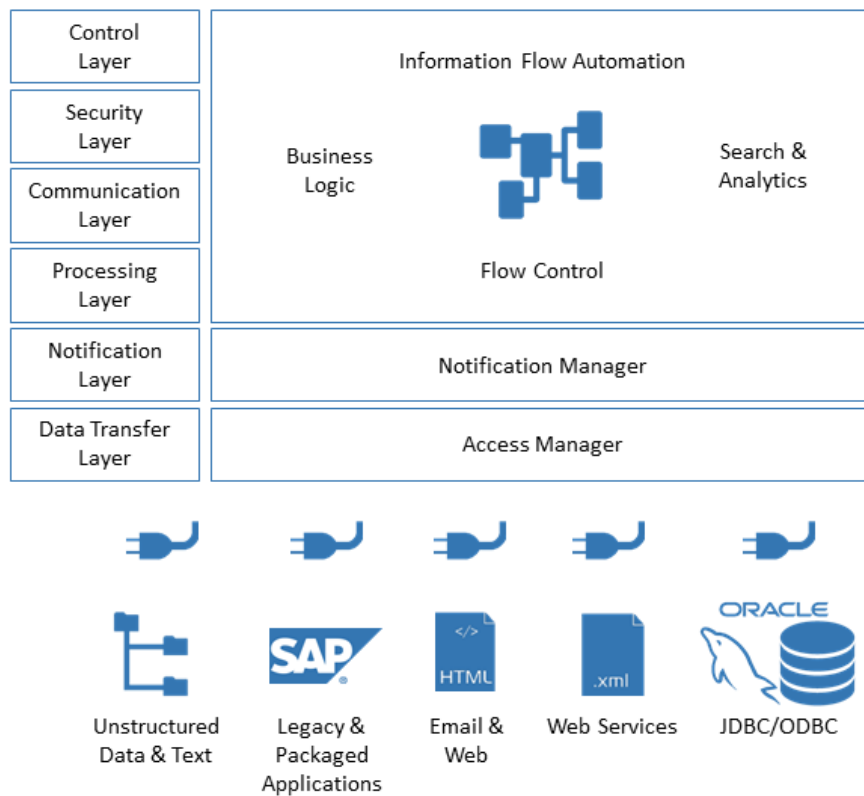 Control
Layer
Information Flow Automation
Security
Layer
Business
Logic
Search &
Analytics
Communication
Layer
Processing
Layer
Flow Control
Notification
Layer
Notification Manager
Data Transfer
Layer
Access Manager
SAP
®
</>
HTML
.xml
ORACLE
Unstructured
Data & Text
Legacy &
Packaged
Applications
Email &
Web
Web Services
JDBC/ODBC